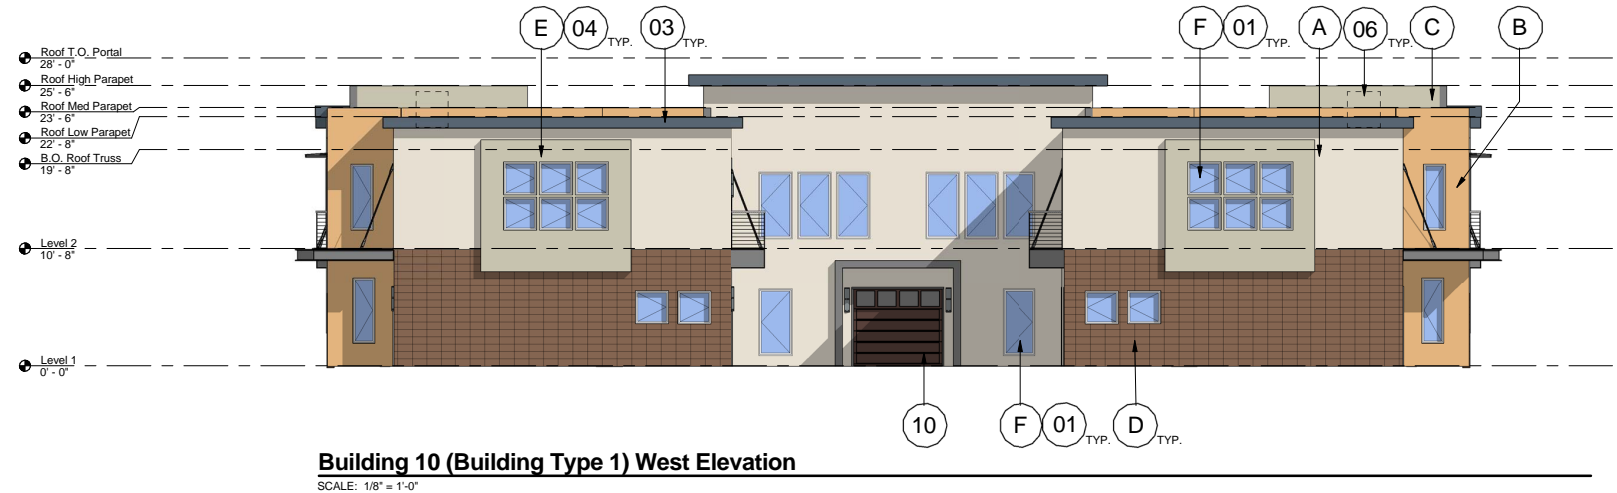 E 04 TYP. 03 TYP. F 01 TYP. A 06 TYP. C B
Roof T.O. Portal
28' - 0"
Roof High Parapet
25' - 6"
Roof Med Parapet
23' - 6"
Roof Low Parapet
22' - 8"
B.O. Roof Truss
19' - 8"
Level 2
10' - 8"
Level 1
0' - 0"
10 F 01 TYP. D TYP.
Building 10 (Building Type 1) West Elevation
SCALE: 1/8" = 1'-0"